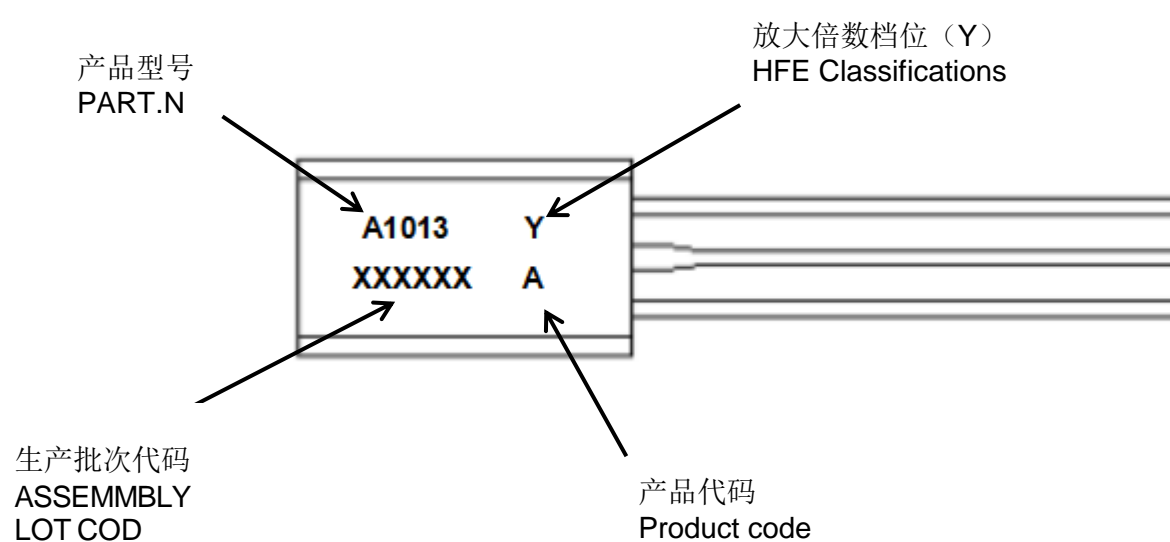 产品型号
PART.N
放大倍数档位（Y）
HFE Classifications
A1013 Y
XXXXXX A
生产批次代码
ASSEMMBLY
LOT COD
产品代码
Product code